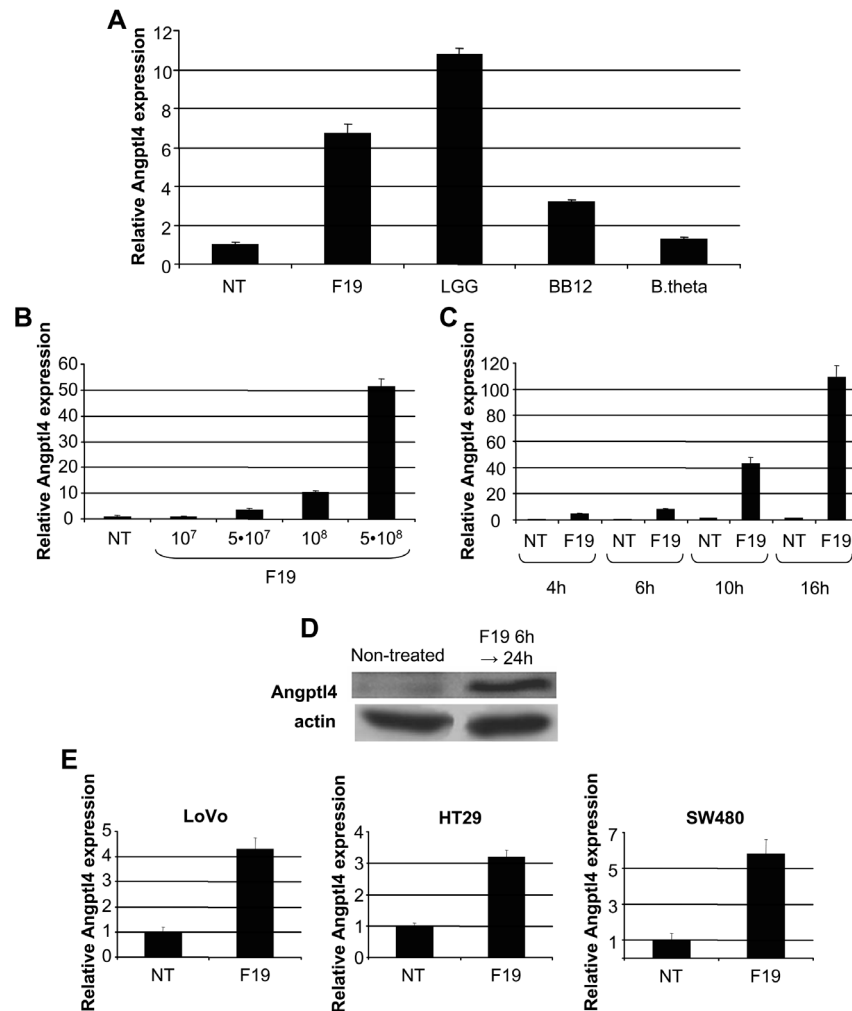 A
Relative Angptl4 expression
12
10
8
6
4
2
0
NT F19 LGG BB12 B.theta
B
Relative Angptl4 expression
60
50
40
30
20
10
0
NT 10⁷ 5•10⁷ 10⁸ 5•10⁸
F19
C
Relative Angptl4 expression
120
100
80
60
40
20
0
NT F19 NT F19 NT F19 NT F19
4h 6h 10h 16h
D
Non-treated
F19 6h
→ 24h
Angptl4
actin
E
LoVo
Relative Angptl4 expression
5
4
3
2
1
0
NT F19
HT29
Relative Angptl4 expression
4
3
2
1
0
NT F19
SW480
Relative Angptl4 expression
7
5
3
1
NT F19